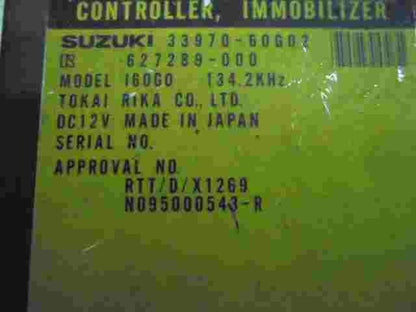 CONTROLLER, IMMOBILIZER
SUZUKI 33970-60G02
627289-000
MODEL I60G0 134.2KHz
TOKAI RIKA CO., LTD.
DC12V MADE IN JAPAN
SERIAL NO.
APPROVAL NO.
RTT/D/X1269
N095000543-R